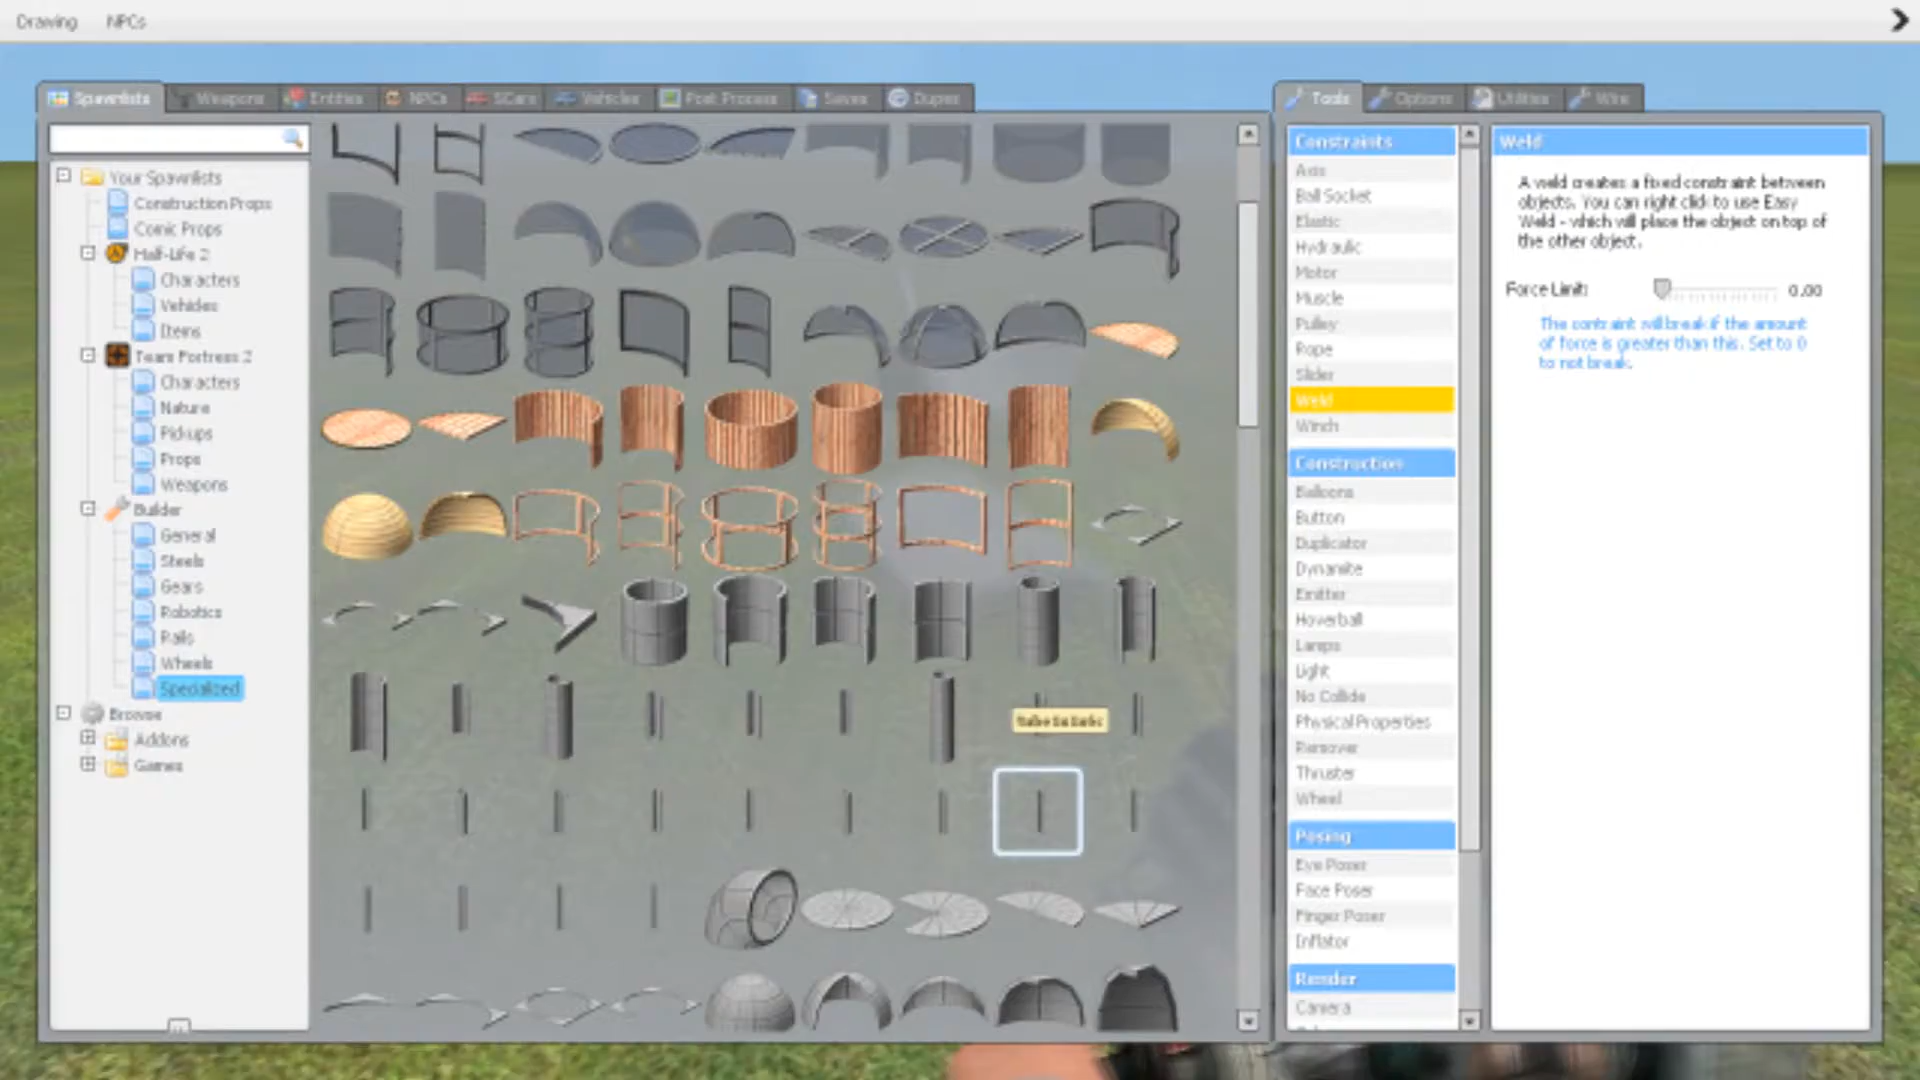 Drawing NPCs
Spawnlists Weapons Entities NPCs SCars Vehicles Post Process Saves Dupes
Tools Options Utilities Wire
Your Spawnlists
Construction Props
Comic Props
Half-Life 2
Characters
Vehicles
Items
Team Fortress 2
Characters
Nature
Pickups
Props
Weapons
Builder
General
Steels
Gears
Robotics
Rails
Wheels
Specialized
Browse
Addons
Games
Constraints
Axis
Ball Socket
Elastic
Hydraulic
Motor
Muscle
Pulley
Rope
Slider
Weld
Winch
Construction
Balloons
Button
Duplicator
Dynamite
Emitter
Hoverball
Lamps
Light
No Collide
Physical Properties
Remover
Thruster
Wheel
Posing
Eye Poser
Face Poser
Finger Poser
Inflator
Render
Camera
Weld
A weld creates a fixed constraint between
objects. You can right click to use Easy
Weld - which will place the object on top of
the other object.
Force Limit: 0.00
The contraint will break if the amount
of force is greater than this. Set to 0
to not break.